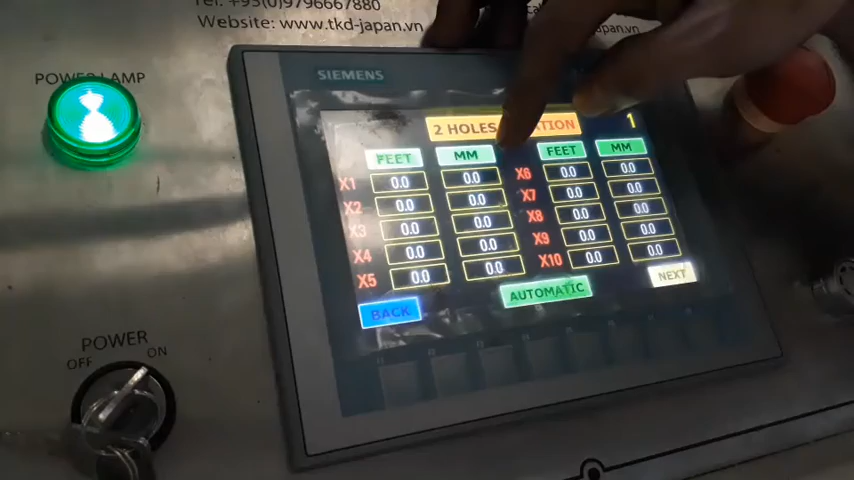 Website: www.tkdfalajpan.com
POWER LAMP
SIEMENS
2 HOLES
1
FEET MM FEET MM
X1 0.0 0.0 X6 0.0 0.0
X2 0.0 0.0 X7 0.0 0.0
X3 0.0 0.0 X8 0.0 0.0
X4 0.0 0.0 X9 0.0 0.0
X5 0.0 0.0 X10 0.0 0.0
BACK AUTOMATIC NEXT
POWER
OFF ON